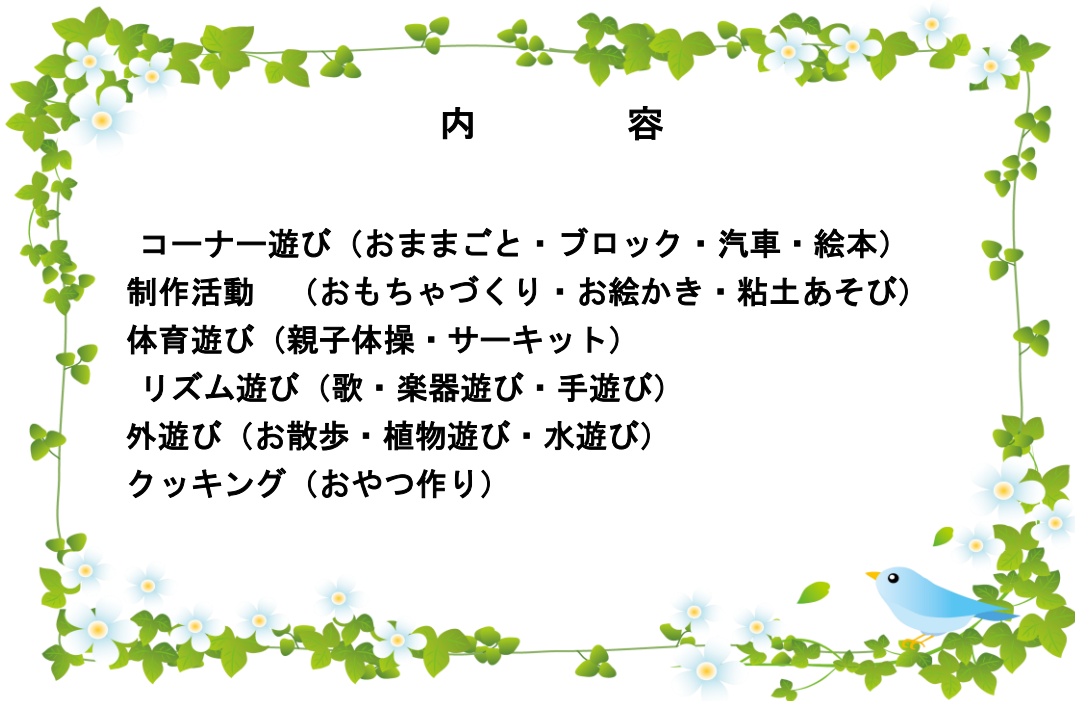 内　　　　容
コーナー遊び（おままごと・ブロック・汽車・絵本）
制作活動　（おもちゃづくり・お絵かき・粘土あそび）
体育遊び（親子体操・サーキット）
リズム遊び（歌・楽器遊び・手遊び）
外遊び（お散歩・植物遊び・水遊び）
クッキング（おやつ作り）